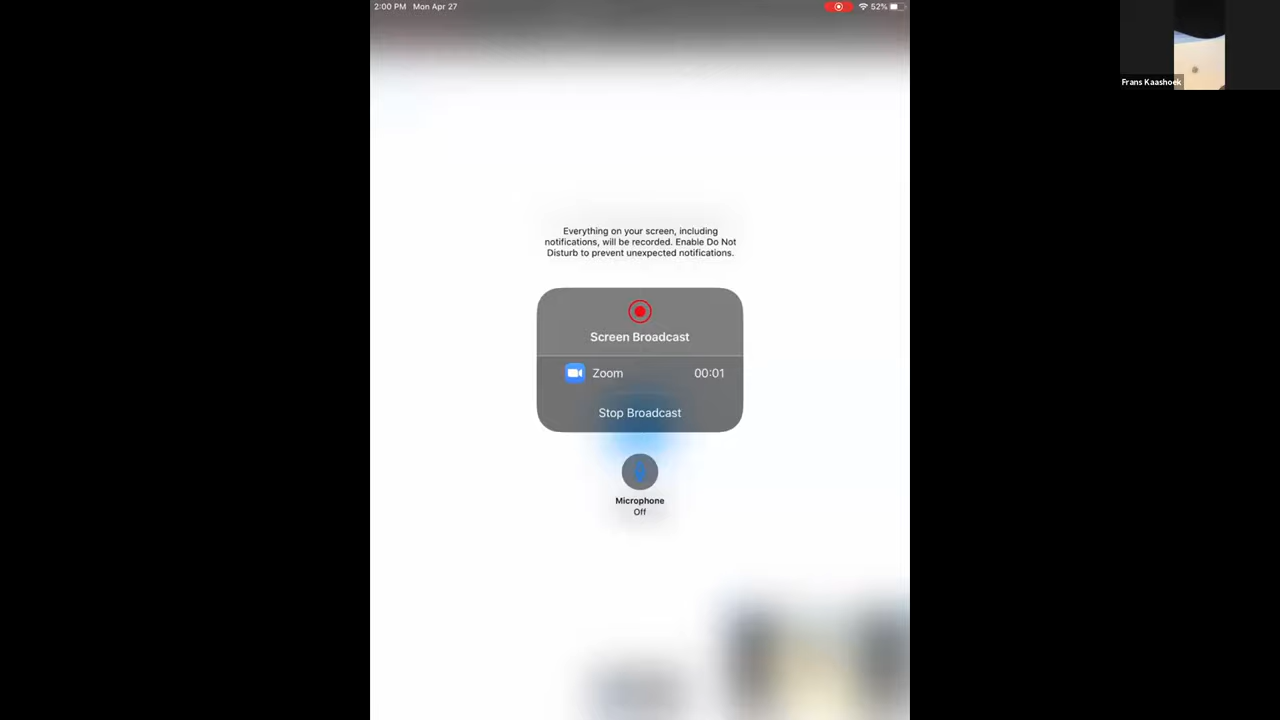 2:00 PM Mon Apr 27
52%
Frans Kaashoek
Everything on your screen, including
notifications, will be recorded. Enable Do Not
Disturb to prevent unexpected notifications.
Screen Broadcast
Zoom 00:01
Stop Broadcast
Microphone
Off